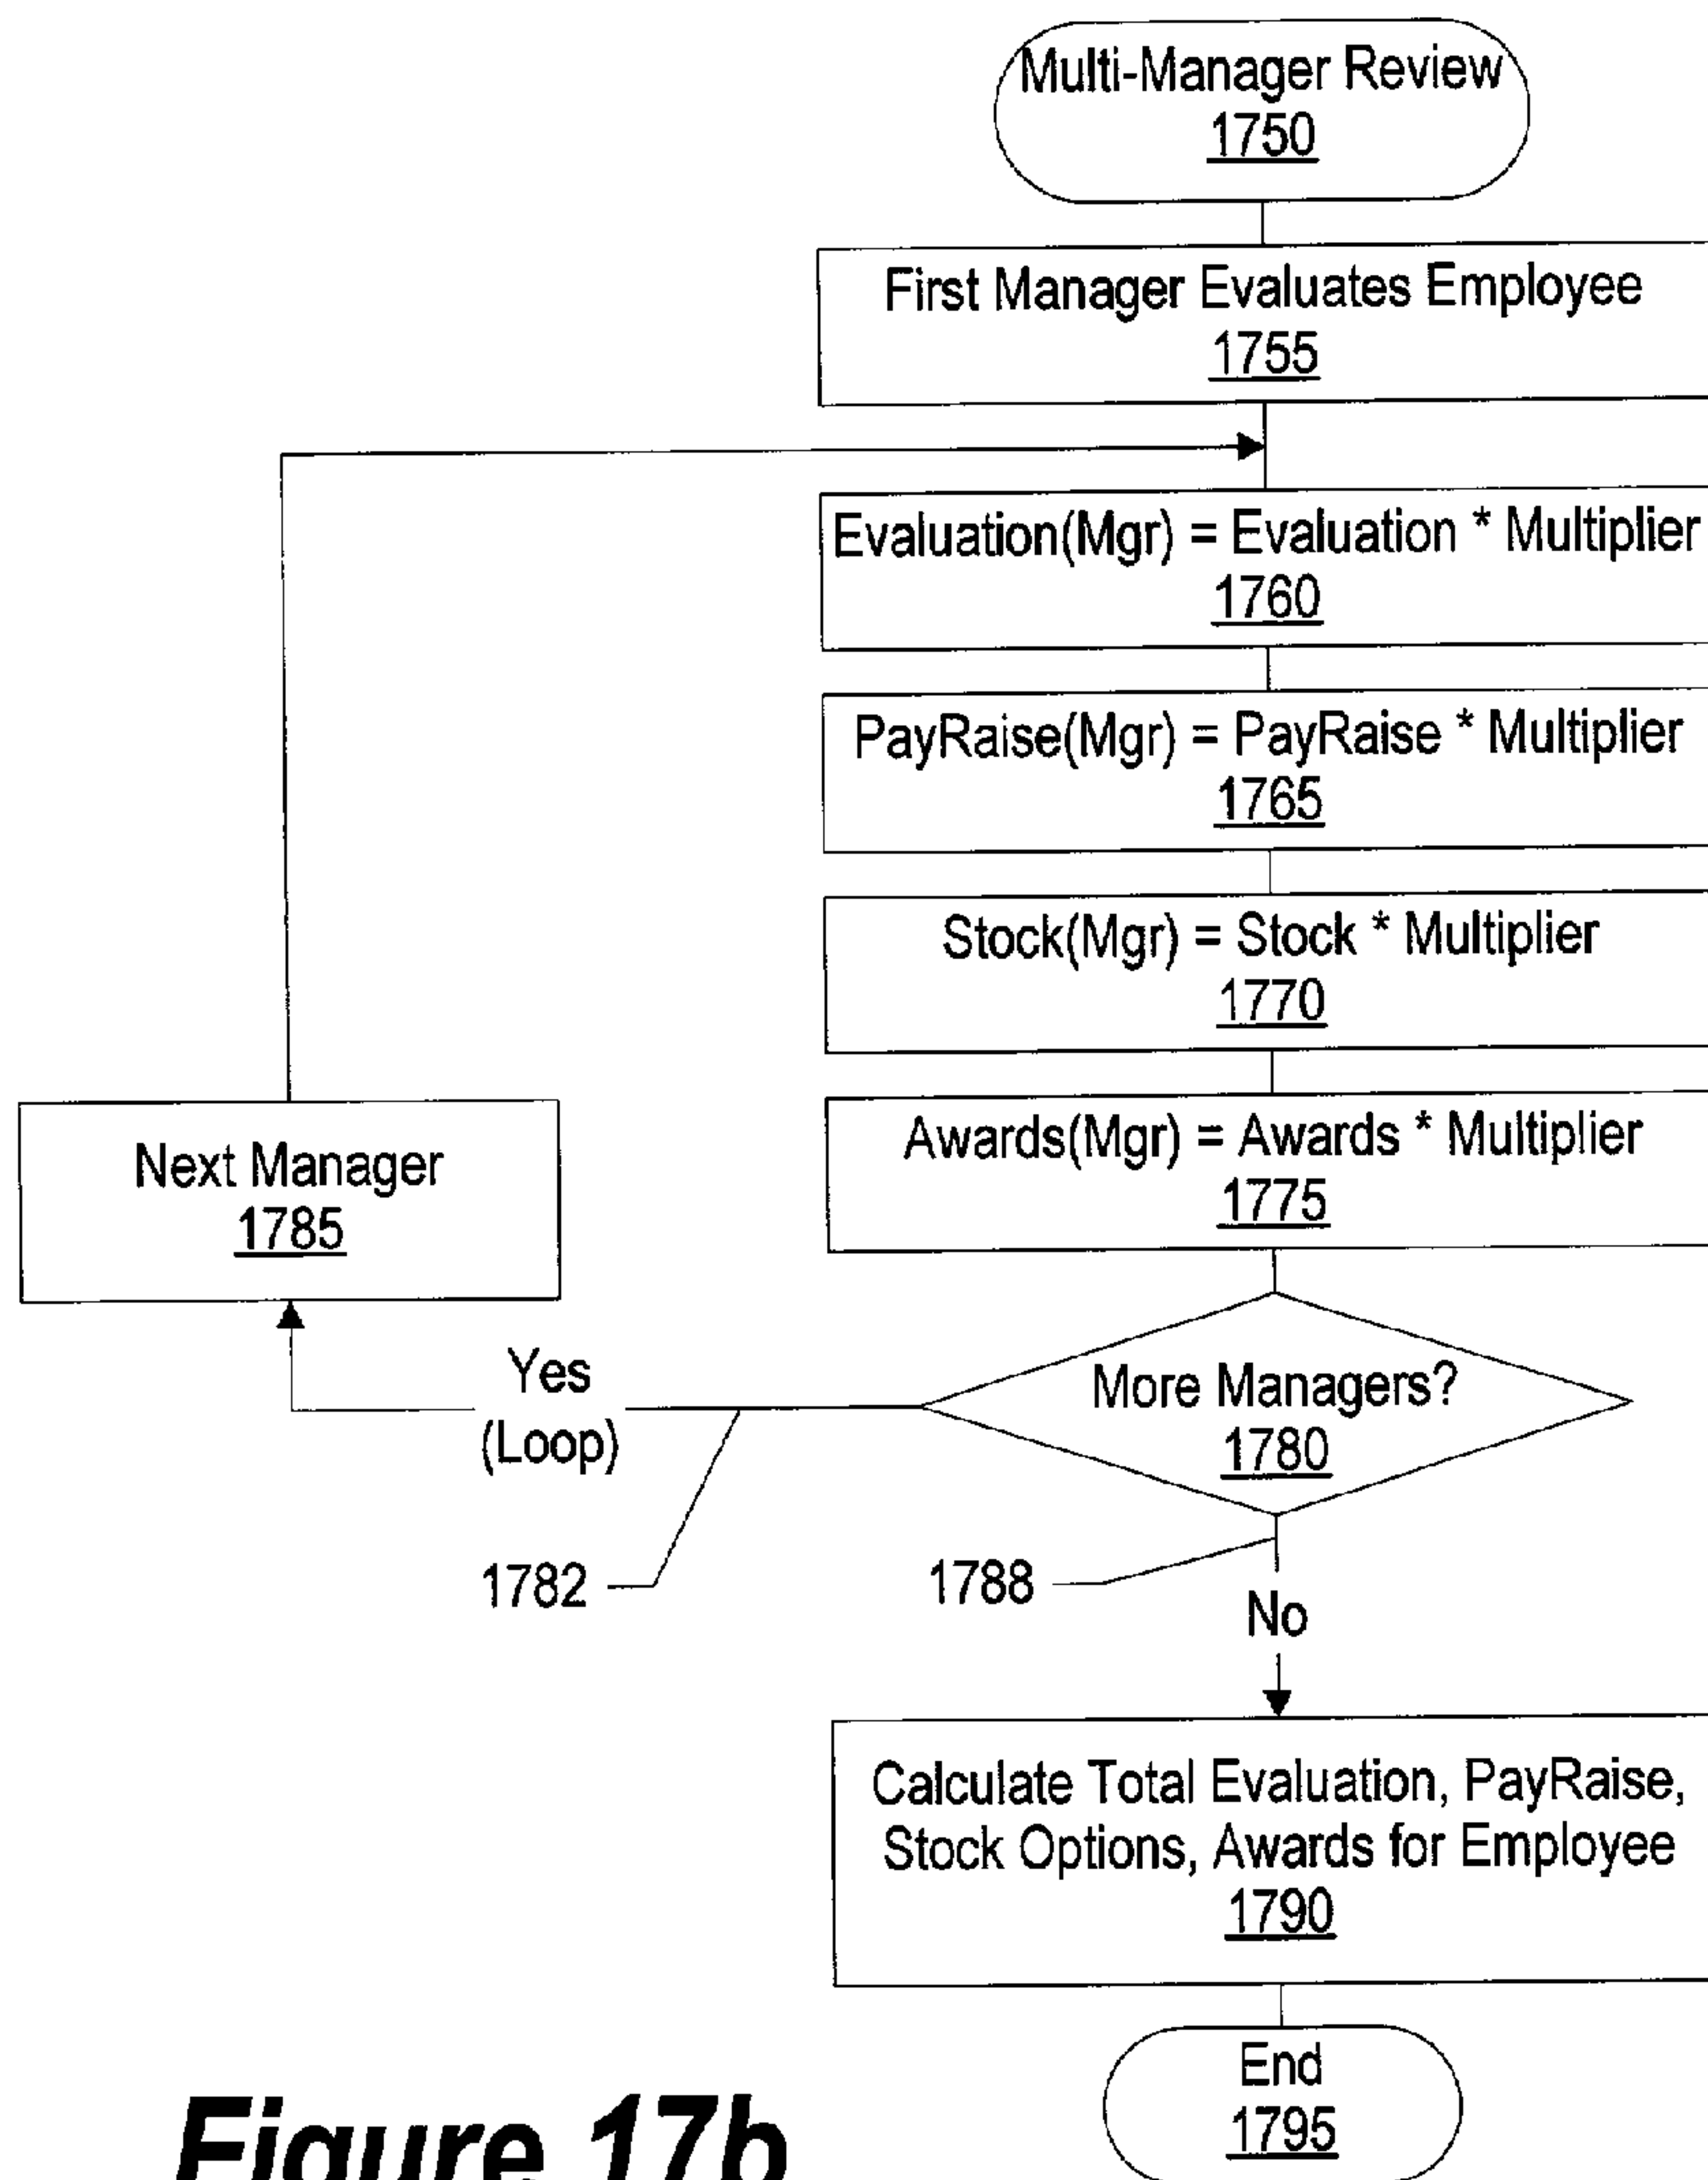 Multi-Manager Review
1750
First Manager Evaluates Employee
1755
Evaluation(Mgr) = Evaluation * Multiplier
1760
PayRaise(Mgr) = PayRaise * Multiplier
1765
Stock(Mgr) = Stock * Multiplier
1770
Awards(Mgr) = Awards * Multiplier
1775
Next Manager
1785
More Managers?
1780
Yes
(Loop)
1782
1788
No
Calculate Total Evaluation, PayRaise,
Stock Options, Awards for Employee
1790
End
1795
Figure 17b